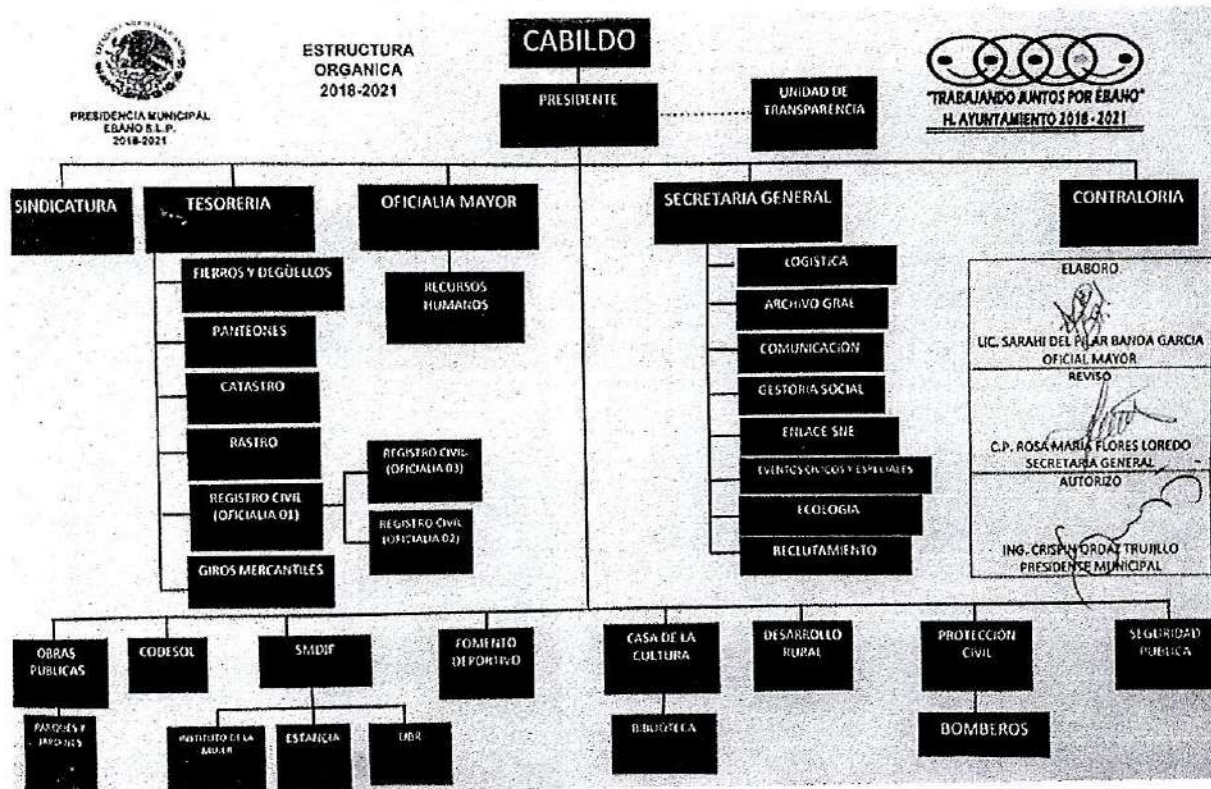 ESTRUCTURA
ORGANICA
2018-2021
PRESIDENCIA MUNICIPAL
EBANO S.L.P.
2018-2021
CABILDO
PRESIDENTE
UNIDAD DE
TRANSPARENCIA
"TRABAJANDO JUNTOS POR ÉBANO"
H. AYUNTAMIENTO 2018 - 2021
SINDICATURA
TESORERIA
OFICIALIA MAYOR
SECRETARIA GENERAL
CONTRALORIA
FIERROS Y DEGÜELLOS
PANTEONES
CATASTRO
RASTRO
REGISTRO CIVIL
(OFICIALIA 01)
GIROS MERCANTILES
REGISTRO CIVIL
(OFICIALIA 03)
REGISTRO CIVIL
(OFICIALIA 02)
RECURSOS
HUMANOS
LOGISTICA
ARCHIVO GRAL
COMUNICACIÓN
GESTORIA SOCIAL
ENLACE SNE
EVENTOS CIVICOS Y ESPECIALES
ECOLOGIA
RECLUTAMIENTO
ELABORO
LIC. SARAHI DEL PILAR BANDA GARCIA
OFICIAL MAYOR
REVISO
C.P. ROSA MARIA FLORES LOREDO
SECRETARIA GENERAL
AUTORIZO
ING. CRISPIN ORDAZ TRUJILLO
PRESIDENTE MUNICIPAL
OBRAS
PUBLICAS
CODESOL
SMDIF
FOMENTO
DEPORTIVO
CASA DE LA
CULTURA
DESARROLLO
RURAL
PROTECCIÓN
CIVIL
SEGURIDAD
PUBLICA
PARQUES Y
JARDINES
INSTITUTO DE LA
MUJER
ESTANCIA
UBR
BIBLIOTECA
BOMBEROS